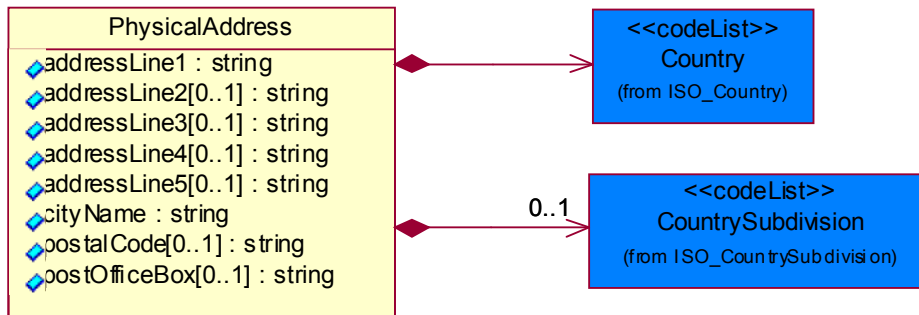 PhysicalAddress
addressLine1 : string
addressLine2[0..1] : string
addressLine3[0..1] : string
addressLine4[0..1] : string
addressLine5[0..1] : string
cityName : string
postalCode[0..1] : string
postOfficeBox[0..1] : string
<<codeList>>
Country
(from ISO_Country)
0..1
<<codeList>>
CountrySubdivision
(from ISO_CountrySubdivision)